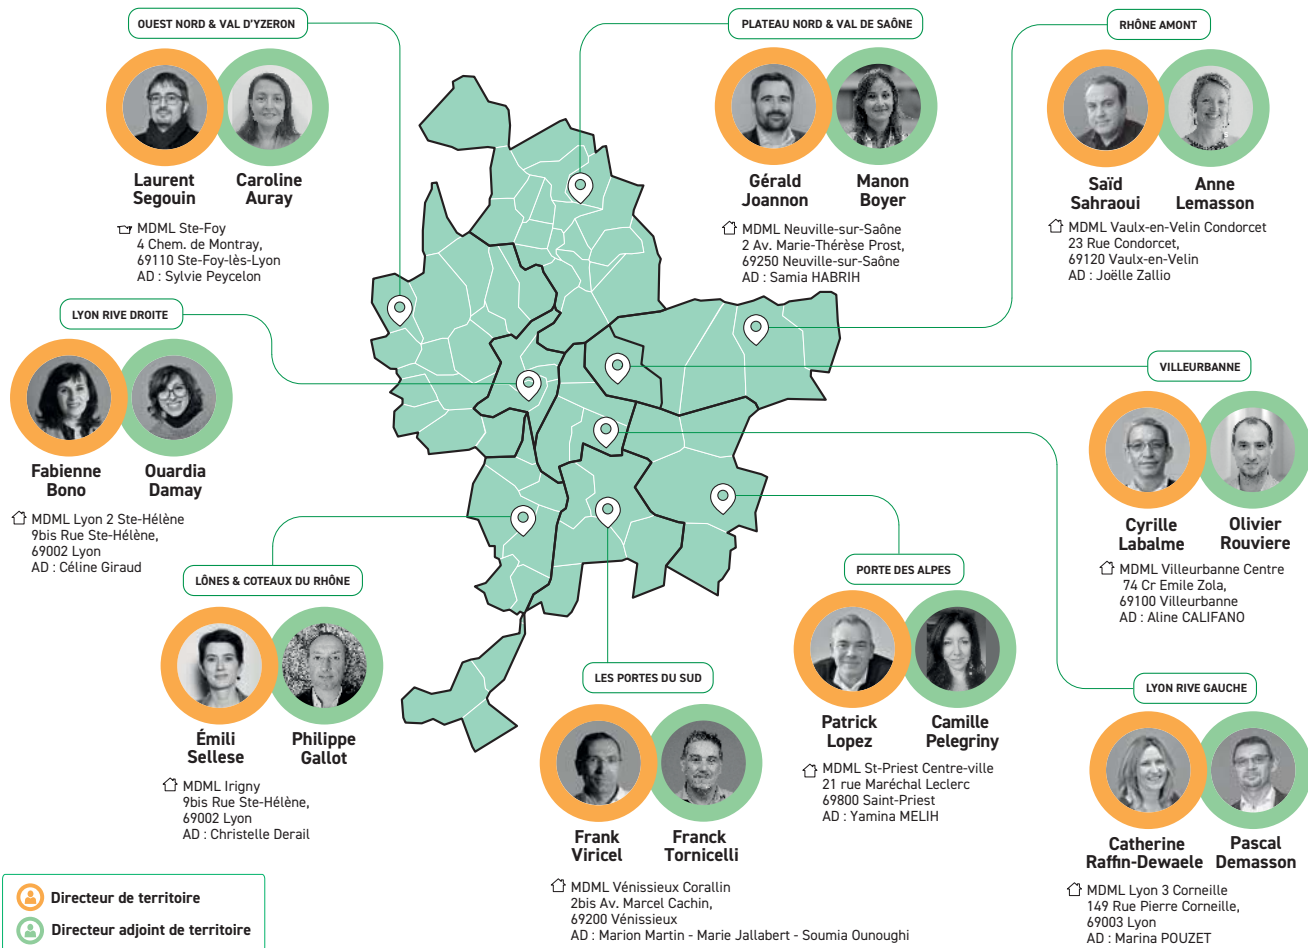 OUEST NORD & VAL D'YZERON
Laurent
Segouin
Caroline
Auray
MDML Ste-Foy
4 Chem. de Montray,
69110 Ste-Foy-lès-Lyon
AD : Sylvie Peycelon
PLATEAU NORD & VAL DE SAÔNE
Gérald
Joannon
Manon
Boyer
MDML Neuville-sur-Saône
2 Av. Marie-Thérèse Prost,
69250 Neuville-sur-Saône
AD : Samia HABRIH
RHÔNE AMONT
Saïd
Sahraoui
Anne
Lemasson
MDML Vaulx-en-Velin Condorcet
23 Rue Condorcet,
69120 Vaulx-en-Velin
AD : Joëlle Zallio
LYON RIVE DROITE
Fabienne
Bono
Ouardia
Damay
MDML Lyon 2 Ste-Hélène
9bis Rue Ste-Hélène,
69002 Lyon
AD : Céline Giraud
VILLEURBANNE
Cyrille
Labalme
Olivier
Rouviere
MDML Villeurbanne Centre
74 Cr Emile Zola,
69100 Villeurbanne
AD : Aline CALIFANO
LÔNES & COTEAUX DU RHÔNE
Émili
Sellese
Philippe
Gallot
MDML Irigny
9bis Rue Ste-Hélène,
69002 Lyon
AD : Christelle Derail
LES PORTES DU SUD
Frank
Viricel
Franck
Tornicelli
MDML Vénissieux Corallin
2bis Av. Marcel Cachin,
69200 Vénissieux
AD : Marion Martin - Marie Jallabert - Soumia Ounoughi
PORTE DES ALPES
Patrick
Lopez
Camille
Pelegriny
MDML St-Priest Centre-ville
21 rue Maréchal Leclerc
69800 Saint-Priest
AD : Yamina MELIH
LYON RIVE GAUCHE
Catherine
Raffin-Dewaele
Pascal
Demasson
MDML Lyon 3 Corneille
149 Rue Pierre Corneille,
69003 Lyon
AD : Marina POUZET
Directeur de territoire
Directeur adjoint de territoire